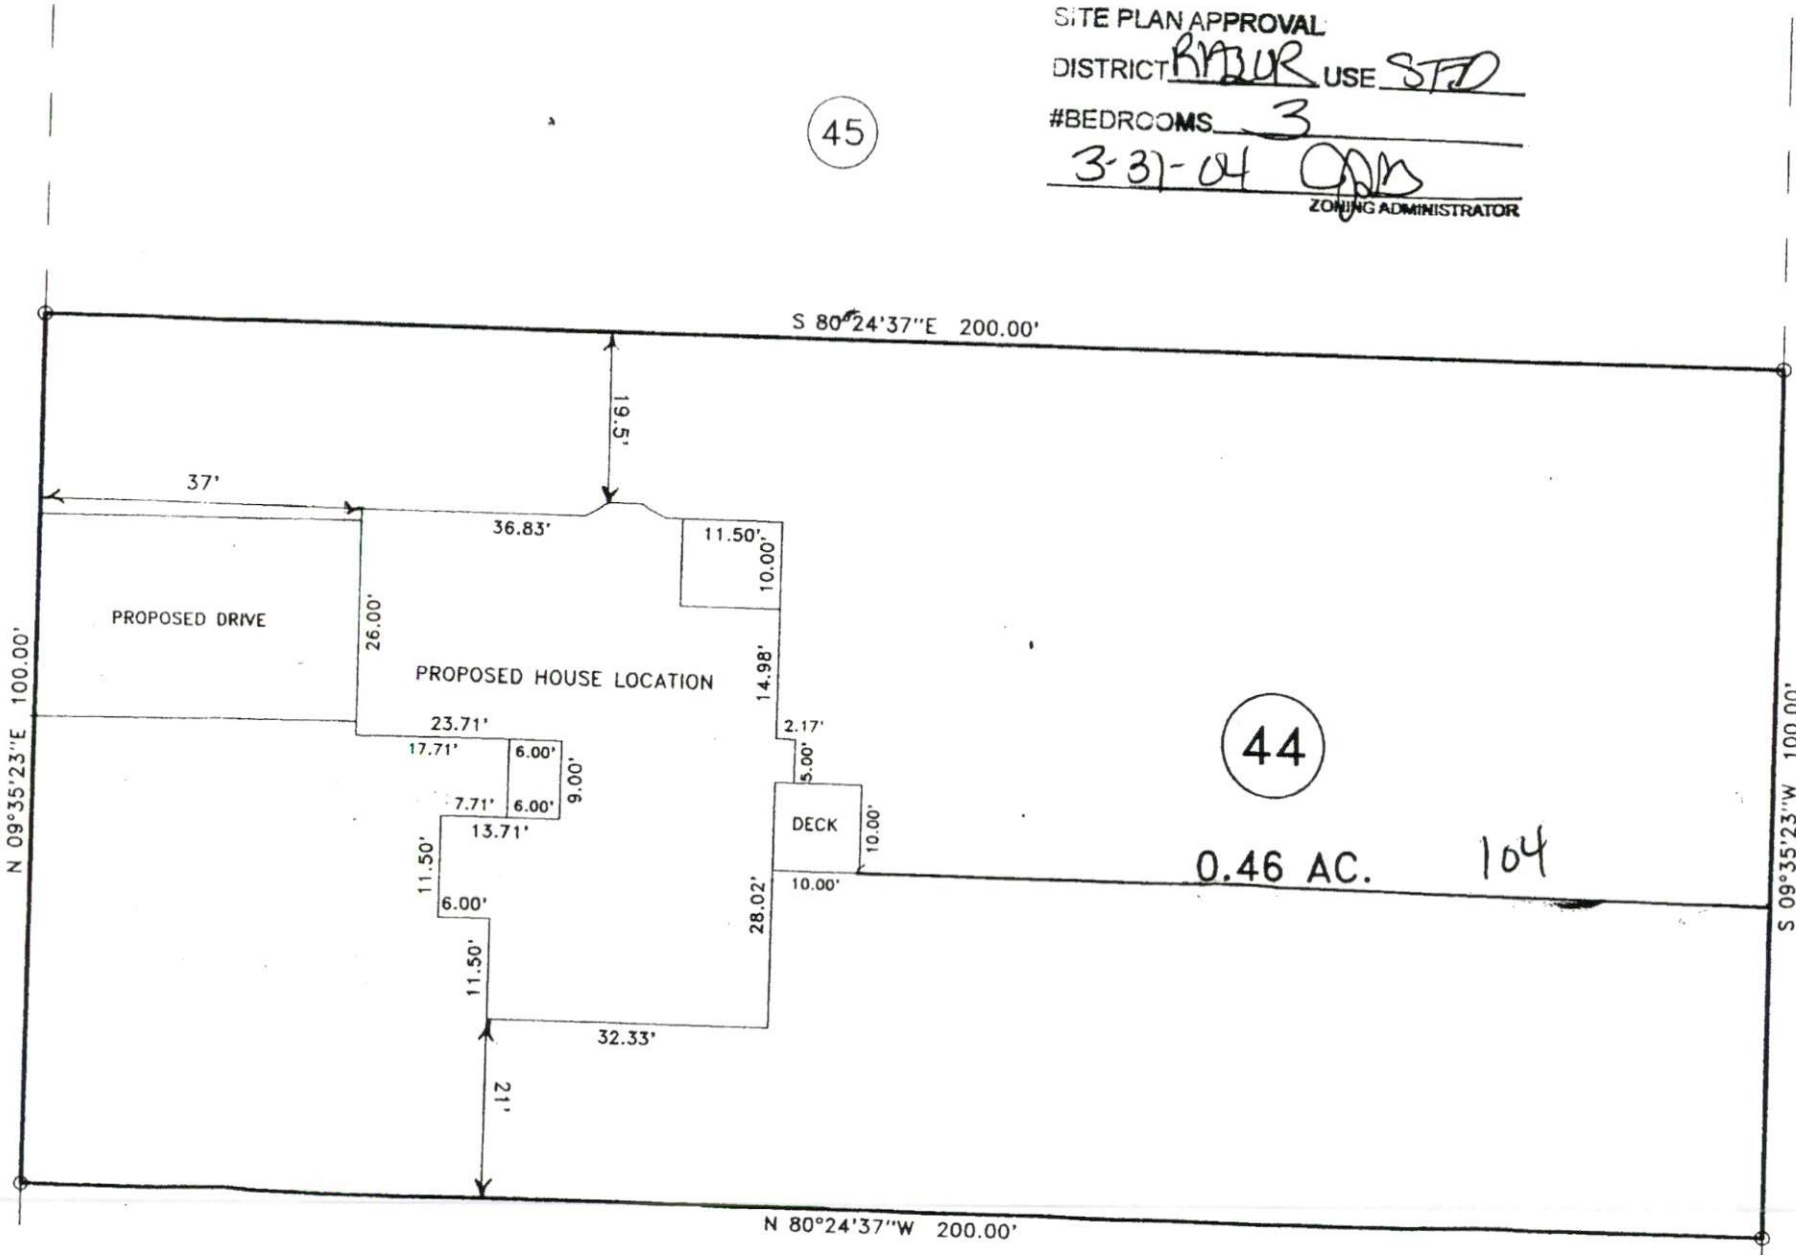 SITE PLAN APPROVAL
DISTRICT RA20R USE SFD
#BEDROOMS 3
3-31-04
ZONING ADMINISTRATOR
45
S 80°24'37"E 200.00'
19.5'
37'
36.83'
11.50'
10.00'
PROPOSED DRIVE
26.00'
N 09°35'23"E 100.00'
PROPOSED HOUSE LOCATION
14.98'
23.71'
2.17'
17.71'
6.00'
5.00'
9.00'
44
S 09°35'23"W 100.00'
7.71'
6.00'
13.71'
DECK
10.00'
11.50'
0.46 AC.
104
10.00'
6.00'
28.02'
11.50'
32.33'
21'
N 80°24'37"W 200.00'